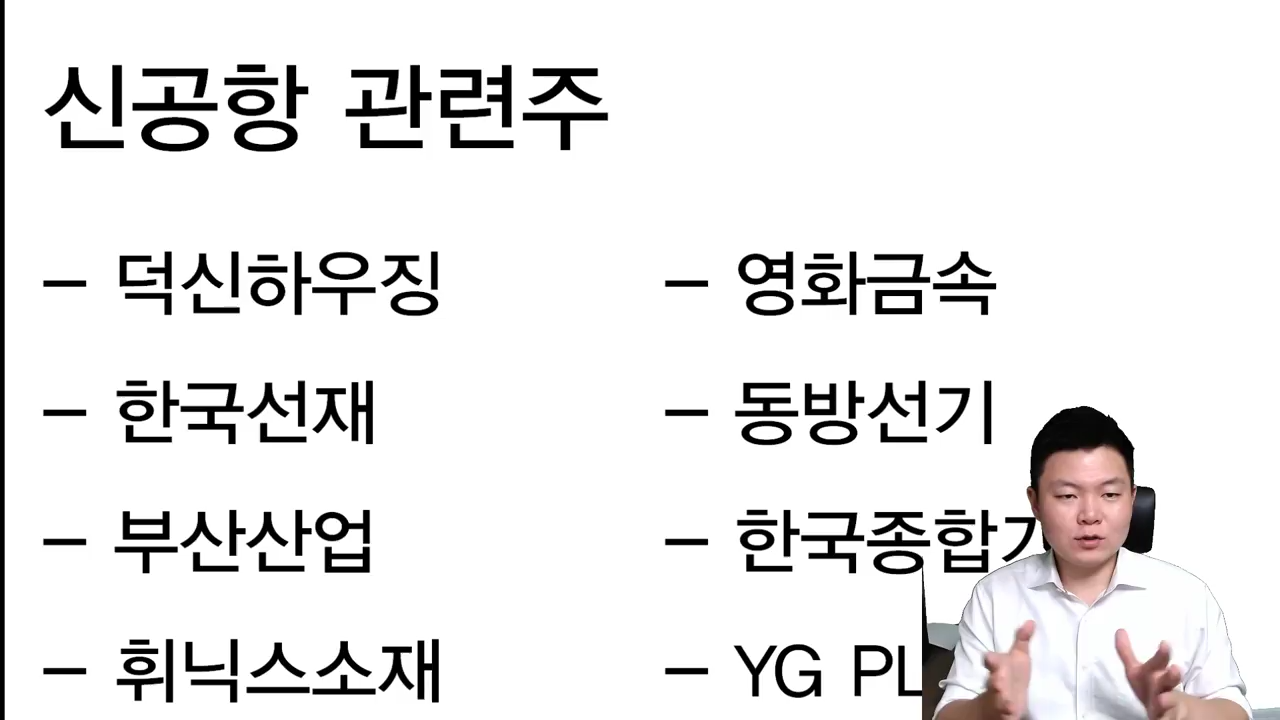 신공항 관련주
- 덕신하우징
- 한국선재
- 부산산업
- 휘닉스소재
- 영화금속
- 동방선기
- 한국종합
- YG